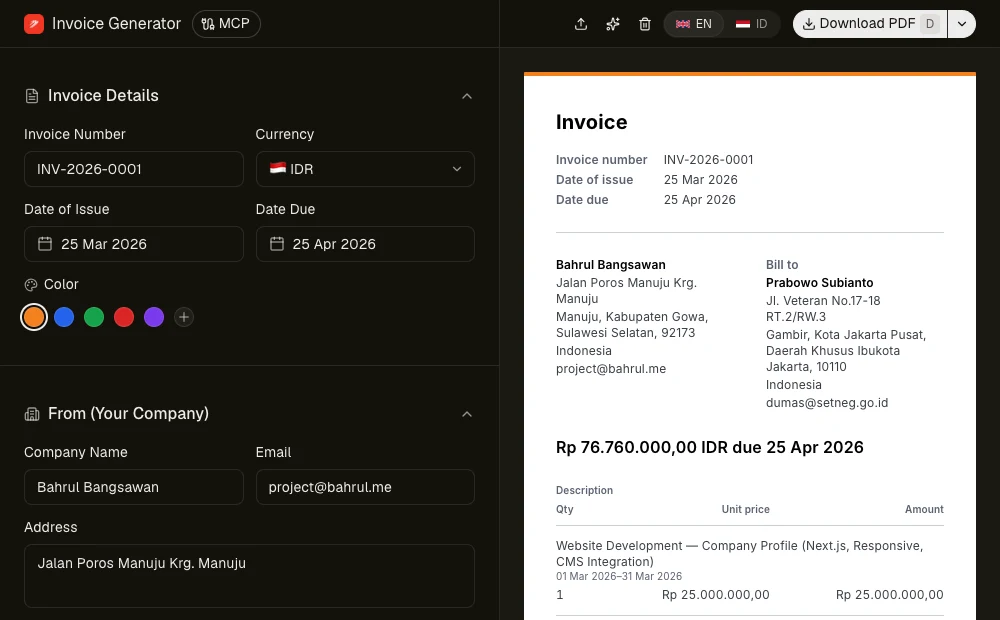 Invoice Generator MCP
EN ID Download PDF D
Invoice Details
Invoice Number Currency
INV-2026-0001 IDR
Date of Issue Date Due
25 Mar 2026 25 Apr 2026
Color
From (Your Company)
Company Name Email
Bahrul Bangsawan project@bahrul.me
Address
Jalan Poros Manuju Krg. Manuju
Invoice
Invoice number INV-2026-0001
Date of issue 25 Mar 2026
Date due 25 Apr 2026
Bahrul Bangsawan
Jalan Poros Manuju Krg.
Manuju
Manuju, Kabupaten Gowa,
Sulawesi Selatan, 92173
Indonesia
project@bahrul.me
Bill to
Prabowo Subianto
Jl. Veteran No.17-18
RT.2/RW.3
Gambir, Kota Jakarta Pusat,
Daerah Khusus Ibukota
Jakarta, 10110
Indonesia
dumas@setneg.go.id
Rp 76.760.000,00 IDR due 25 Apr 2026
Description
Qty Unit price Amount
Website Development — Company Profile (Next.js, Responsive,
CMS Integration)
01 Mar 2026–31 Mar 2026
1 Rp 25.000.000,00 Rp 25.000.000,00